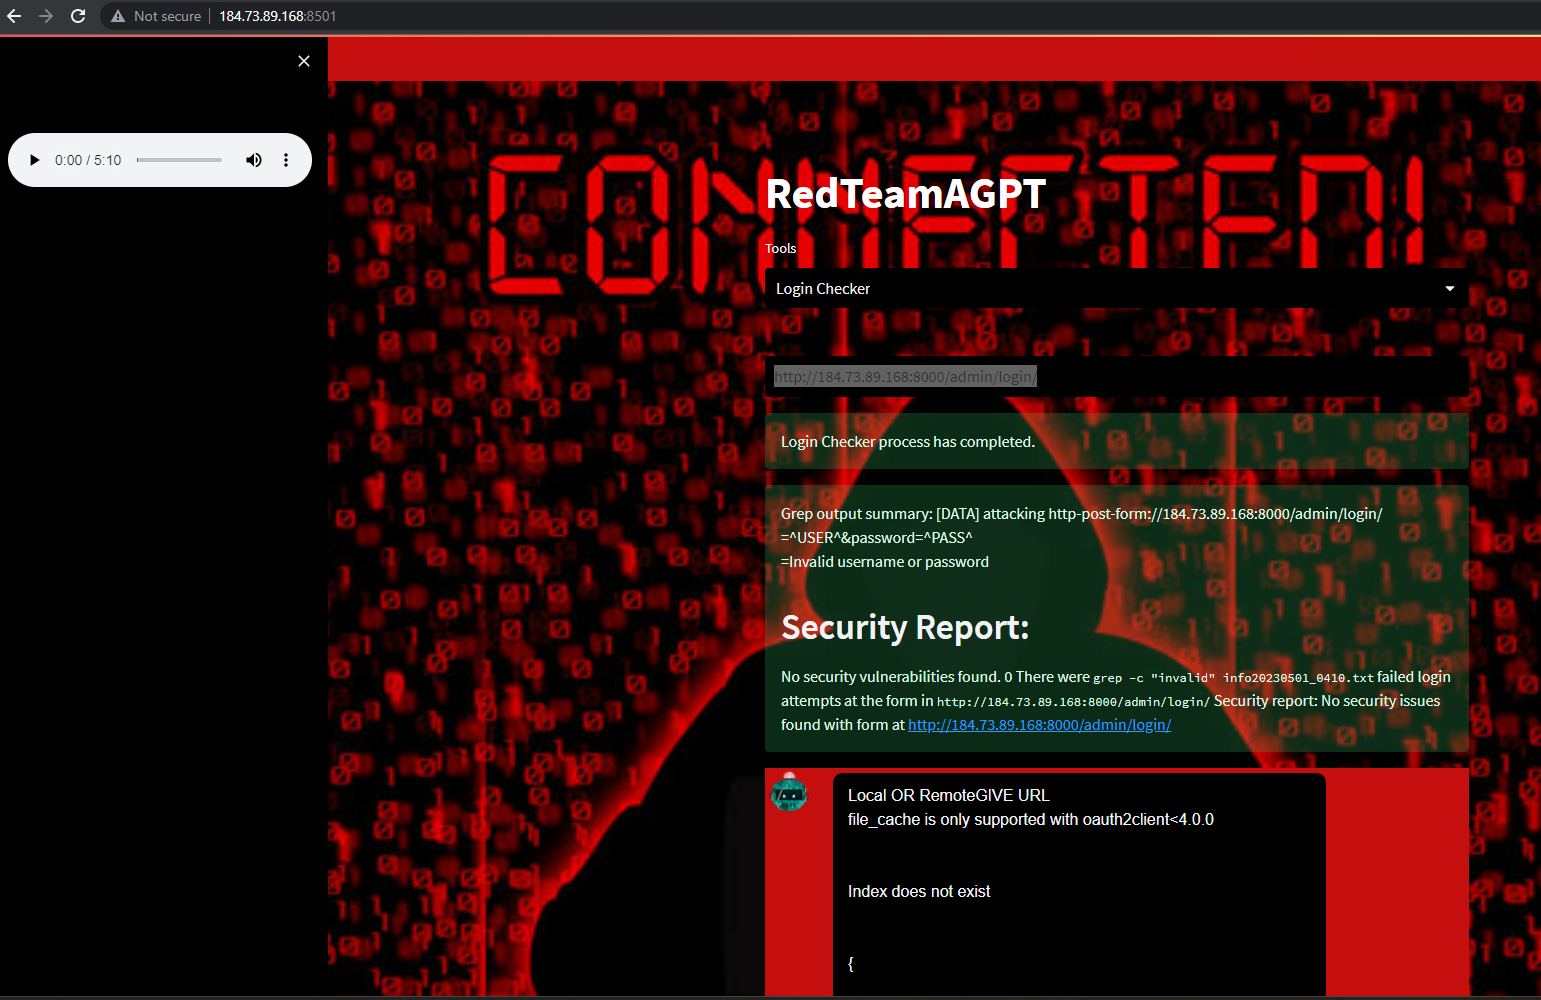 Not secure 184.73.89.168:8501
0:00 / 5:10
CONNECTED!
RedTeamAGPT
Tools
Login Checker
http://184.73.89.168:8000/admin/login/
Login Checker process has completed.
Grep output summary: [DATA] attacking http-post-form://184.73.89.168:8000/admin/login/
=^USER^&password=^PASS^
=Invalid username or password
Security Report:
No security vulnerabilities found. 0 There were grep -c "invalid" info20230501_0410.txt failed login
attempts at the form in http://184.73.89.168:8000/admin/login/ Security report: No security issues
found with form at http://184.73.89.168:8000/admin/login/
Local OR RemoteGIVE URL
file_cache is only supported with oauth2client<4.0.0
Index does not exist
{